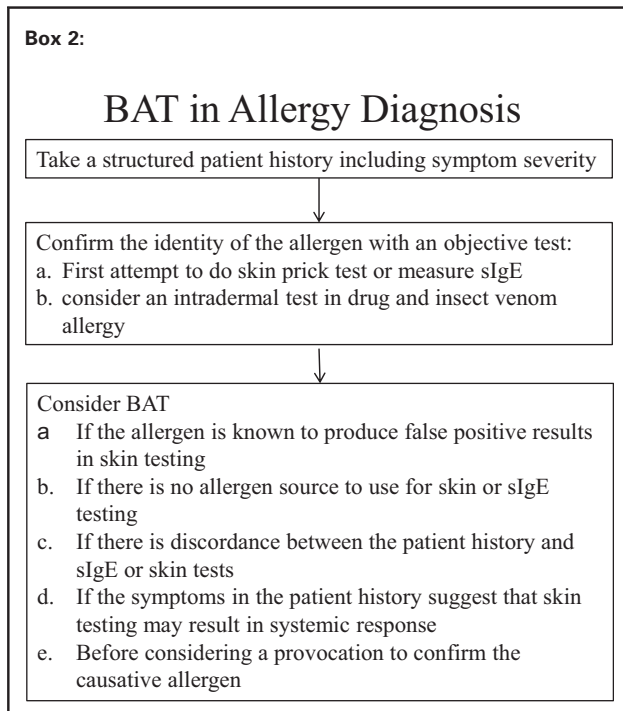 Box 2:
BAT in Allergy Diagnosis
Take a structured patient history including symptom severity
Confirm the identity of the allergen with an objective test:
a. First attempt to do skin prick test or measure sIgE
b. consider an intradermal test in drug and insect venom
allergy
Consider BAT
a If the allergen is known to produce false positive results
in skin testing
b. If there is no allergen source to use for skin or sIgE
testing
c. If there is discordance between the patient history and
sIgE or skin tests
d. If the symptoms in the patient history suggest that skin
testing may result in systemic response
e. Before considering a provocation to confirm the
causative allergen